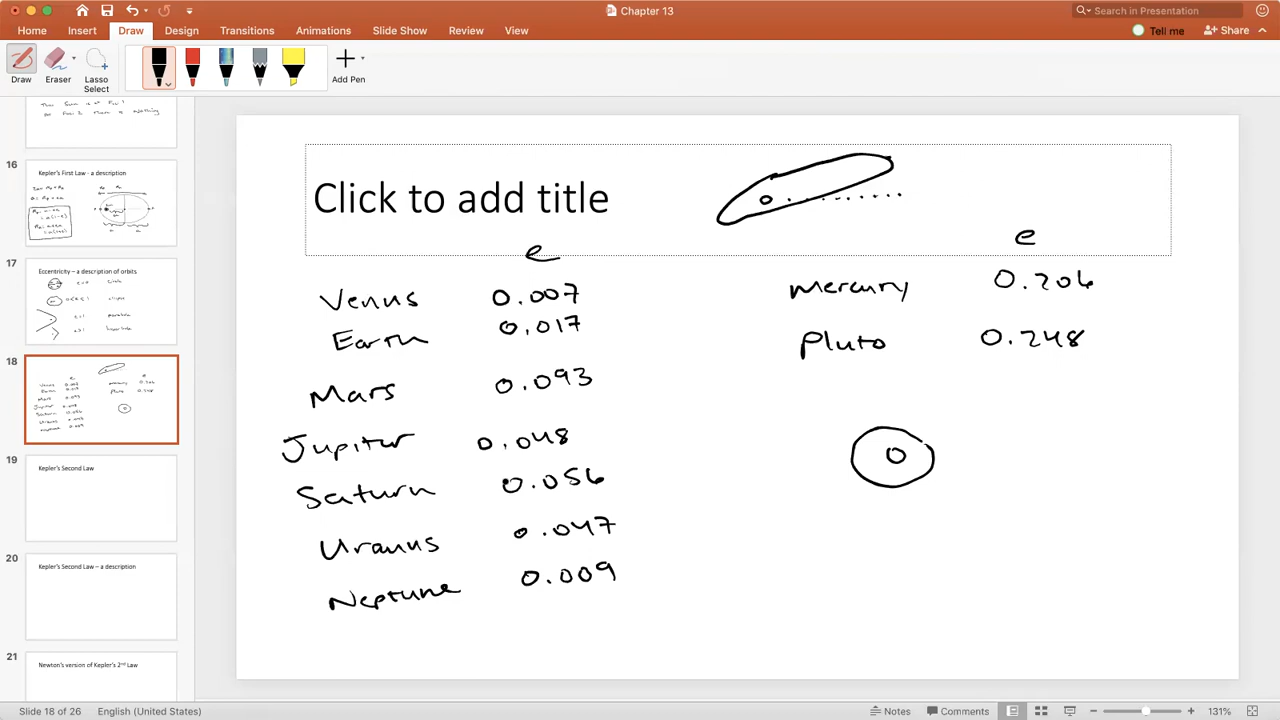 Chapter 13
Search in Presentation
Home Insert Draw Design Transitions Animations Slide Show Review View
Tell me
Share
Draw
Eraser
Lasso
Select
Add Pen
16
Kepler's First Law - a description
17
Eccentricity – a description of orbits
18
19
Kepler's Second Law
20
Kepler's Second Law – a description
21
Newton's version of Kepler's 2nd Law
Click to add title
e
e
Venus 0.007
Earth 0.017
Mars 0.093
Jupiter 0.048
Saturn 0.056
Uranus 0.047
Neptune 0.009
Mercury 0.206
Pluto 0.248
Slide 18 of 26
English (United States)
Notes
Comments
131%